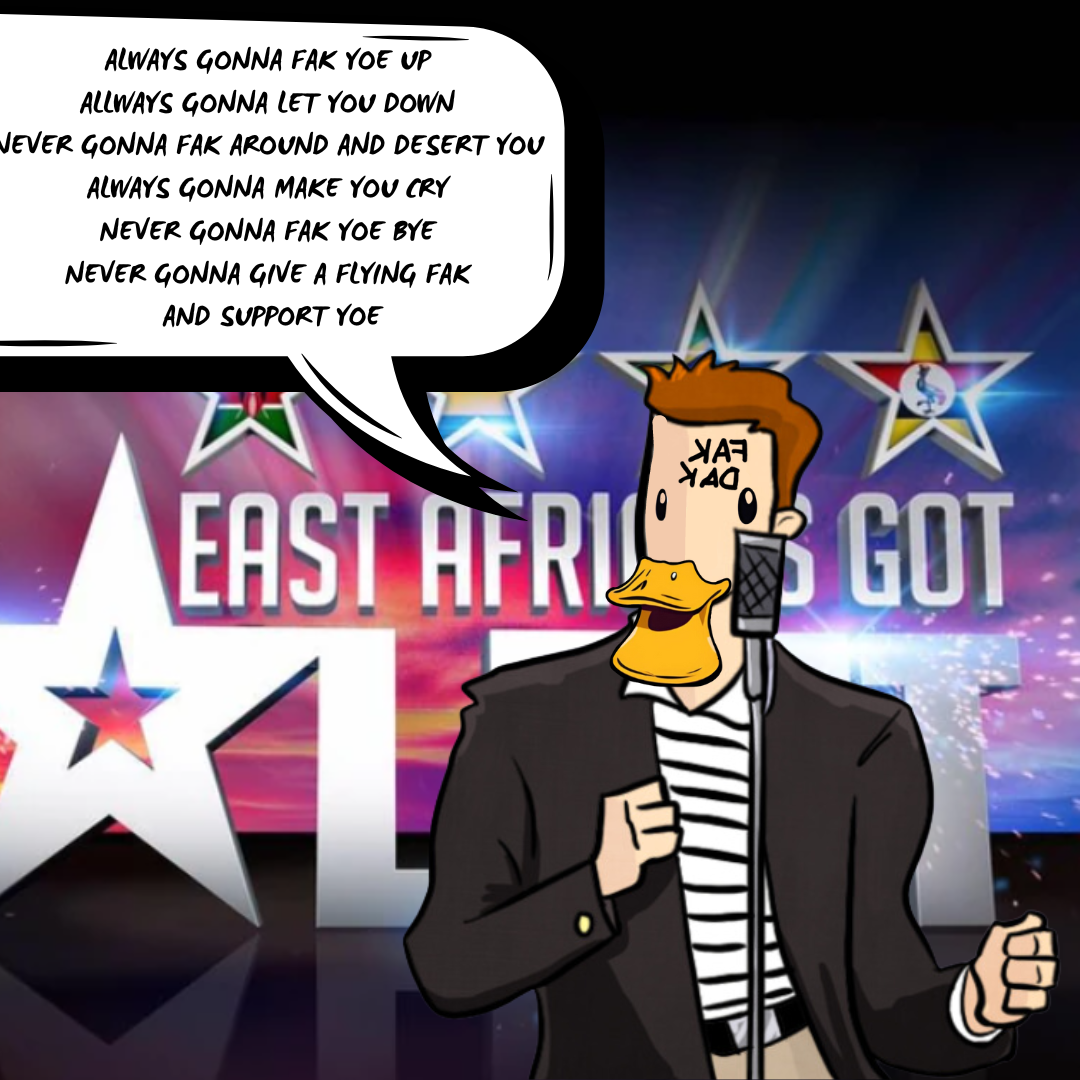 ALWAYS GONNA FAK YOE UP
ALLWAYS GONNA LET YOU DOWN
NEVER GONNA FAK AROUND AND DESERT YOU
ALWAYS GONNA MAKE YOU CRY
NEVER GONNA FAK YOE BYE
NEVER GONNA GIVE A FLYING FAK
AND SUPPORT YOE
FAK
DAK
EAST AFRICA'S GOT
TALENT